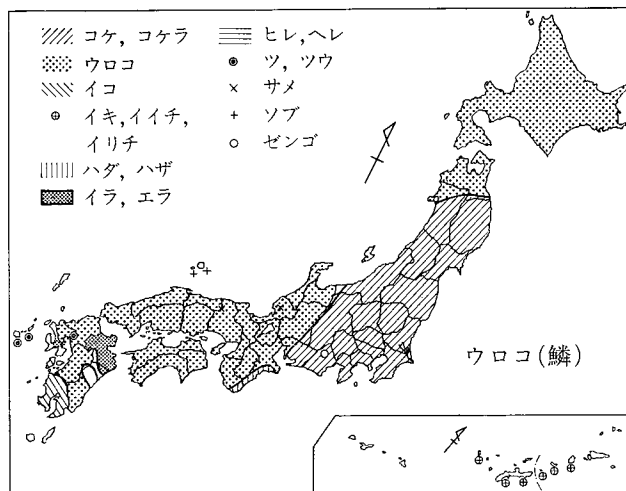 コケ, コケラ
ウロコ
イコ
イキ, イイチ,
イリチ
ハダ, ハザ
イラ, エラ
ヒレ, ヘレ
ツ, ツウ
サメ
ソブ
ゼンゴ
ウロコ(鱗)